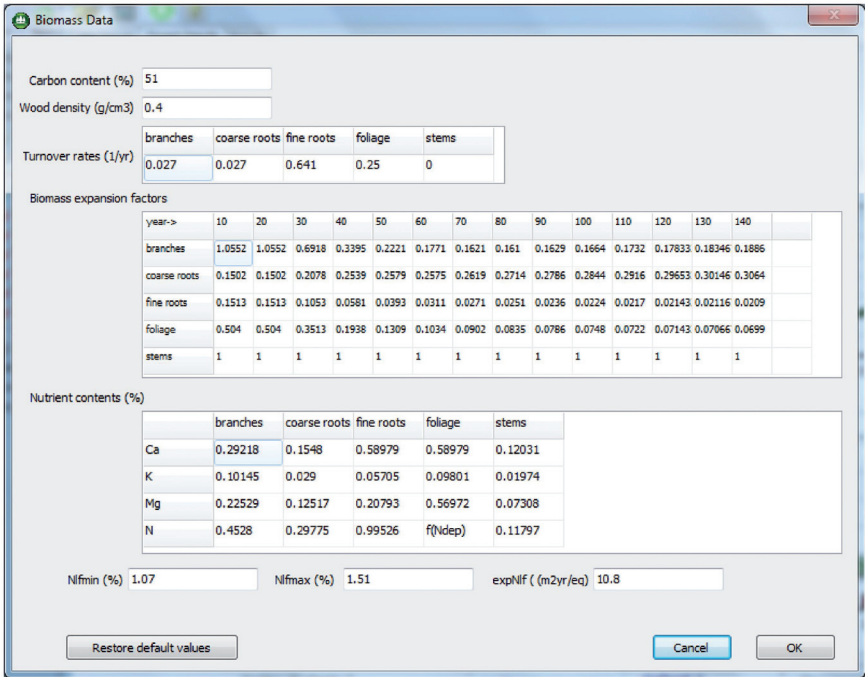 Biomass Data
Carbon content (%) 51
Wood density (g/cm3) 0.4
branches coarse roots fine roots foliage stems
Turnover rates (1/yr) 0.027 0.027 0.641 0.25 0
Biomass expansion factors
year-> 10 20 30 40 50 60 70 80 90 100 110 120 130 140
branches 1.0552 1.0552 0.6918 0.3395 0.2221 0.1771 0.1621 0.161 0.1629 0.1664 0.1732 0.17833 0.18346 0.1886
coarse roots 0.1502 0.1502 0.2078 0.2539 0.2579 0.2575 0.2619 0.2714 0.2786 0.2844 0.2916 0.29653 0.30146 0.3064
fine roots 0.1513 0.1513 0.1053 0.0581 0.0393 0.0311 0.0271 0.0251 0.0236 0.0224 0.0217 0.02143 0.02116 0.0209
foliage 0.504 0.504 0.3513 0.1938 0.1309 0.1034 0.0902 0.0835 0.0786 0.0748 0.0722 0.07143 0.07066 0.0699
stems 1 1 1 1 1 1 1 1 1 1 1 1 1 1
Nutrient contents (%)
branches coarse roots fine roots foliage stems
Ca 0.29218 0.1548 0.58979 0.58979 0.12031
K 0.10145 0.029 0.05705 0.09801 0.01974
Mg 0.22529 0.12517 0.20793 0.56972 0.07308
N 0.4528 0.29775 0.99526 f(Ndep) 0.11797
Nlfmin (%) 1.07 Nlfmax (%) 1.51 expNlf ( (m2yr/eq) 10.8
Restore default values Cancel OK